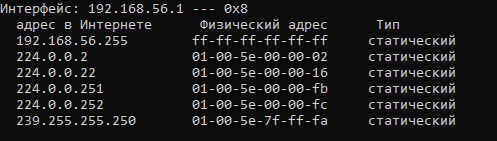 Интерфейс: 192.168.56.1 --- 0x8
адрес в Интернете Физический адрес Тип
192.168.56.255 ff-ff-ff-ff-ff-ff статический
224.0.0.2 01-00-5e-00-00-02 статический
224.0.0.22 01-00-5e-00-00-16 статический
224.0.0.251 01-00-5e-00-00-fb статический
224.0.0.252 01-00-5e-00-00-fc статический
239.255.255.250 01-00-5e-7f-ff-fa статический